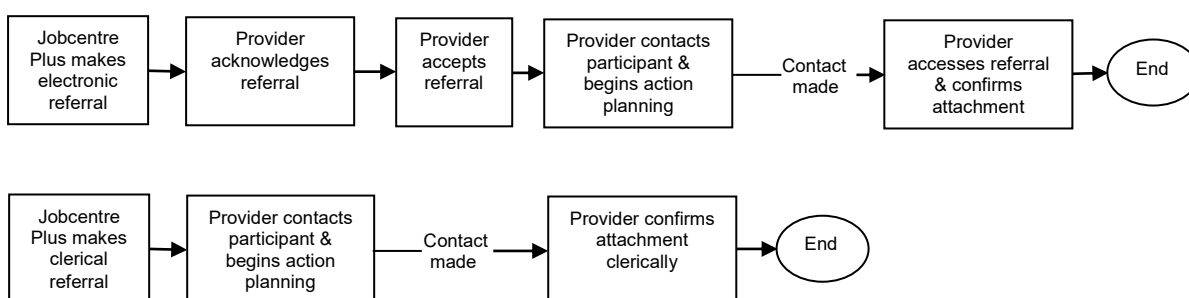 Jobcentre
Plus makes
electronic
referral
Provider
acknowledges
referral
Provider
accepts
referral
Provider contacts
participant &
begins action
planning
Contact
made
Provider
accesses referral
& confirms
attachment
End
Jobcentre
Plus makes
clerical
referral
Provider contacts
participant &
begins action
planning
Contact
made
Provider confirms
attachment
clerically
End